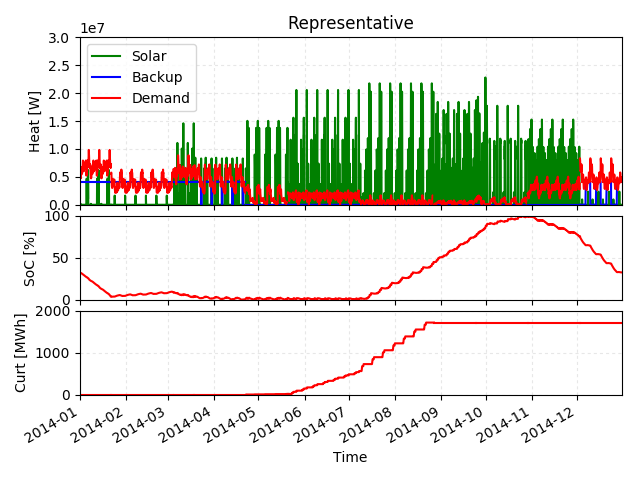 Representative
1e7
3.0
2.5
2.0
1.5
1.0
0.5
0.0
Heat [W]
Solar
Backup
Demand
100
50
0
SoC [%]
2000
1000
0
Curt [MWh]
2014-01
2014-02
2014-03
2014-04
2014-05
2014-06
2014-07
2014-08
2014-09
2014-10
2014-11
2014-12
Time